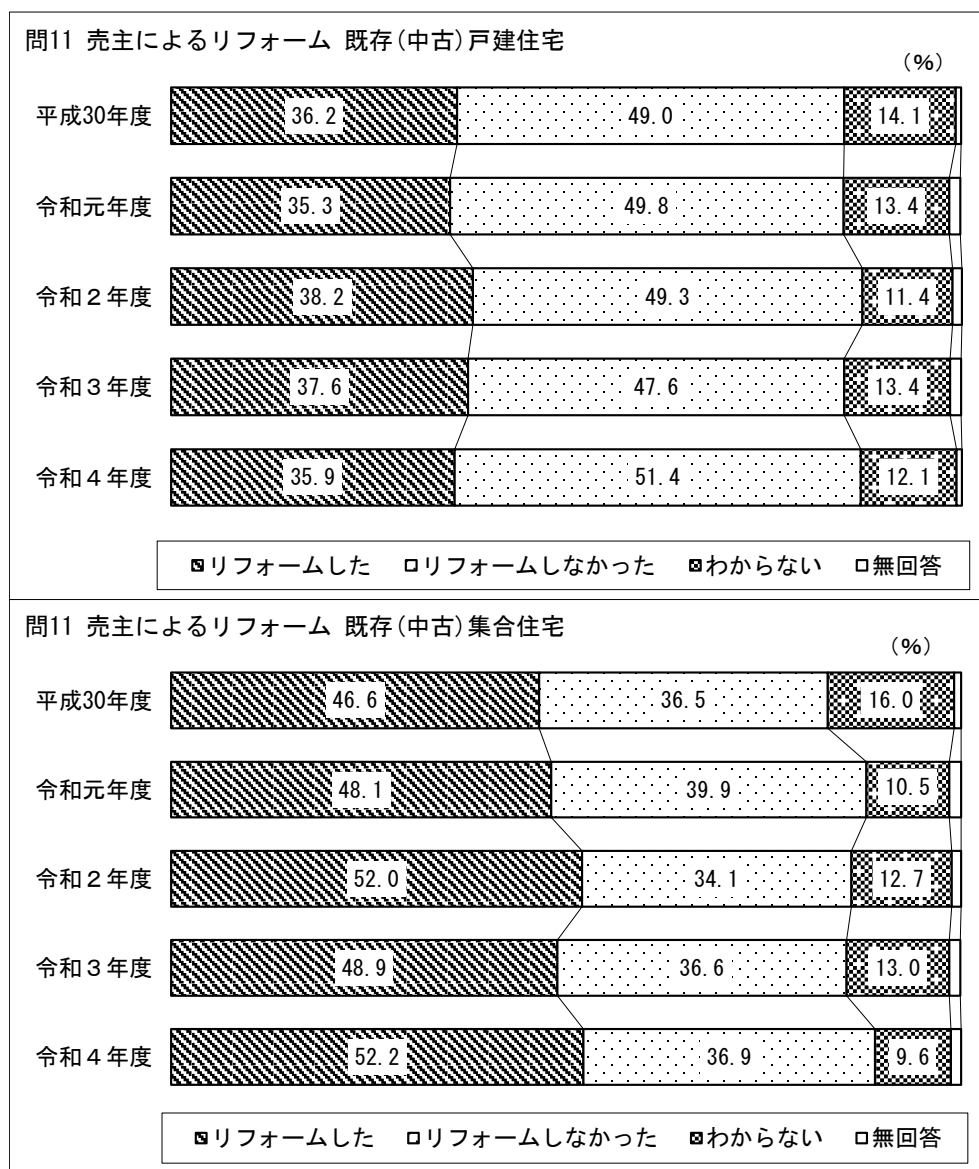 問11 売主によるリフォーム 既存(中古)戸建住宅
(%)
平成30年度 36.2 49.0 14.1
令和元年度 35.3 49.8 13.4
令和2年度 38.2 49.3 11.4
令和3年度 37.6 47.6 13.4
令和4年度 35.9 51.4 12.1
リフォームした リフォームしなかった わからない 無回答
問11 売主によるリフォーム 既存(中古)集合住宅
(%)
平成30年度 46.6 36.5 16.0
令和元年度 48.1 39.9 10.5
令和2年度 52.0 34.1 12.7
令和3年度 48.9 36.6 13.0
令和4年度 52.2 36.9 9.6
リフォームした リフォームしなかった わからない 無回答